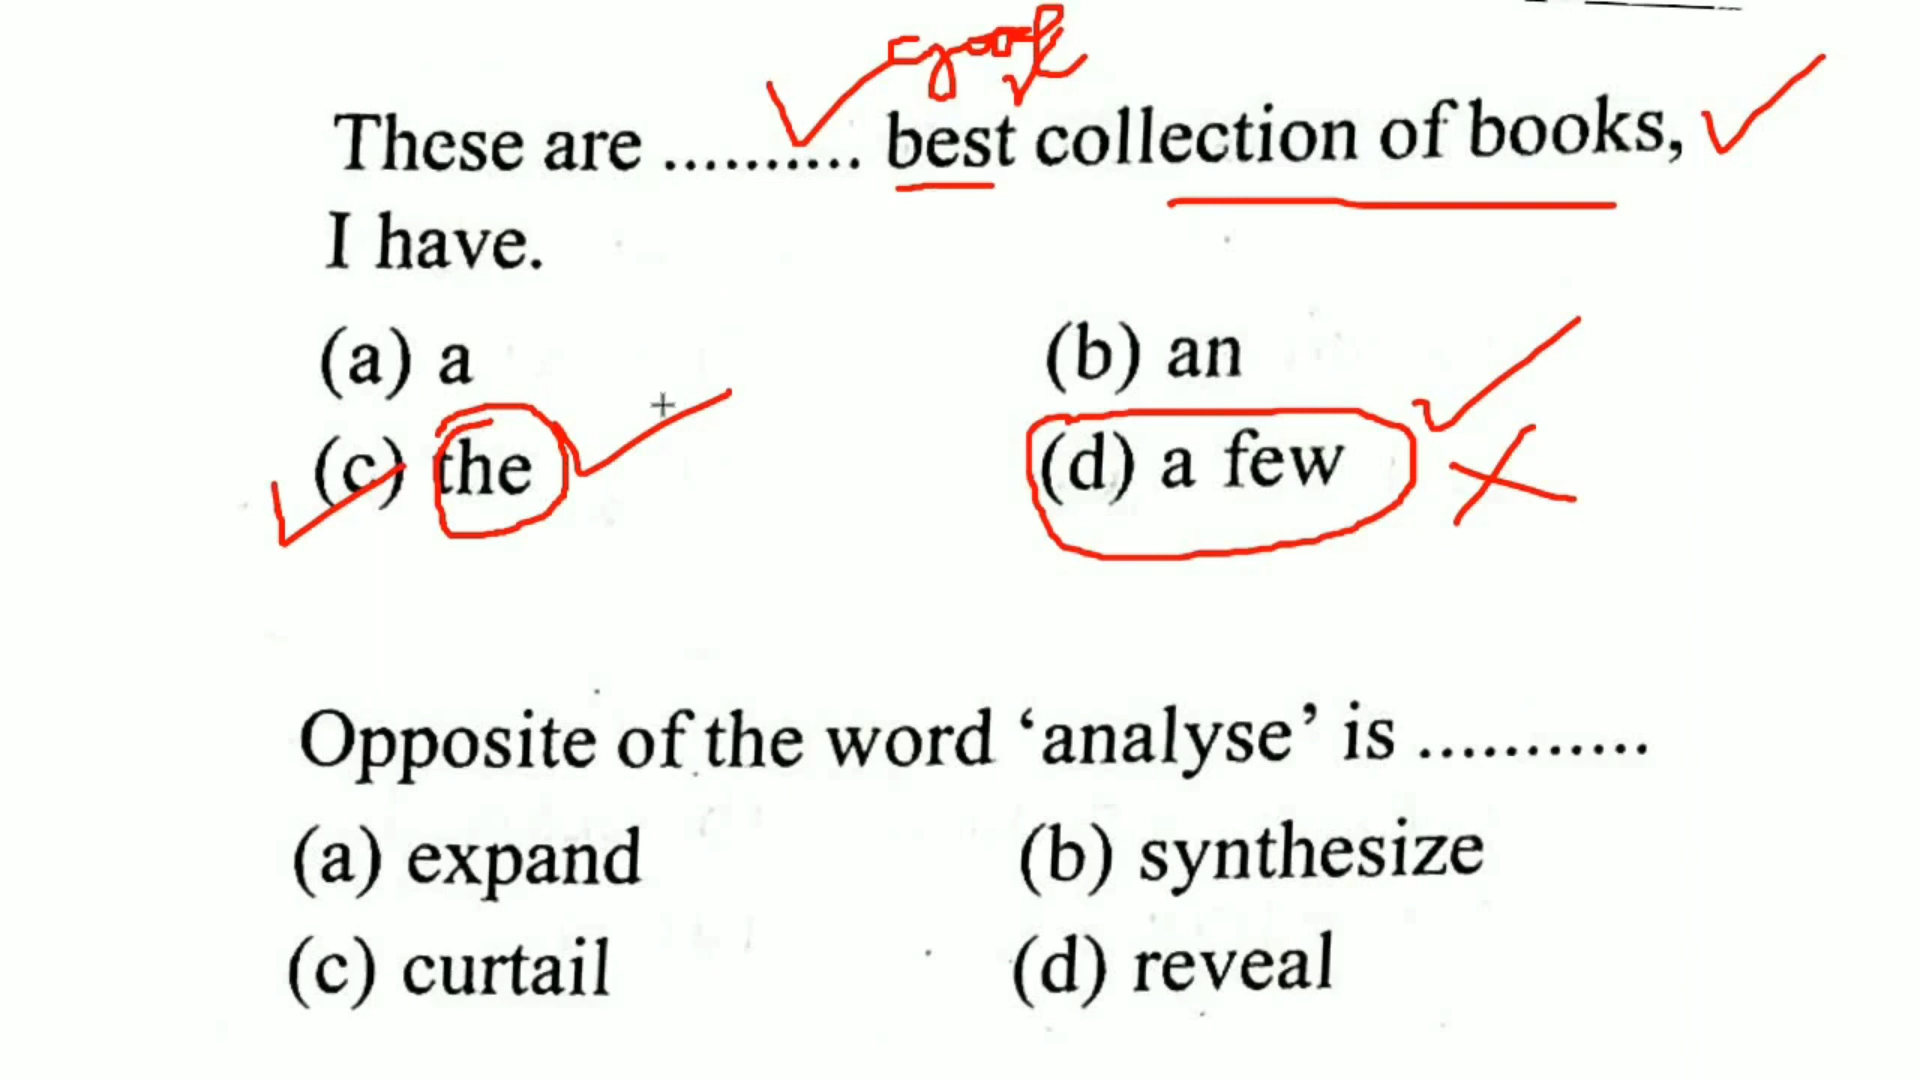 good
These are .......... best collection of books,
I have.
(a) a (b) an
(c) the (d) a few
Opposite of the word ‘analyse’ is ...........
(a) expand (b) synthesize
(c) curtail (d) reveal